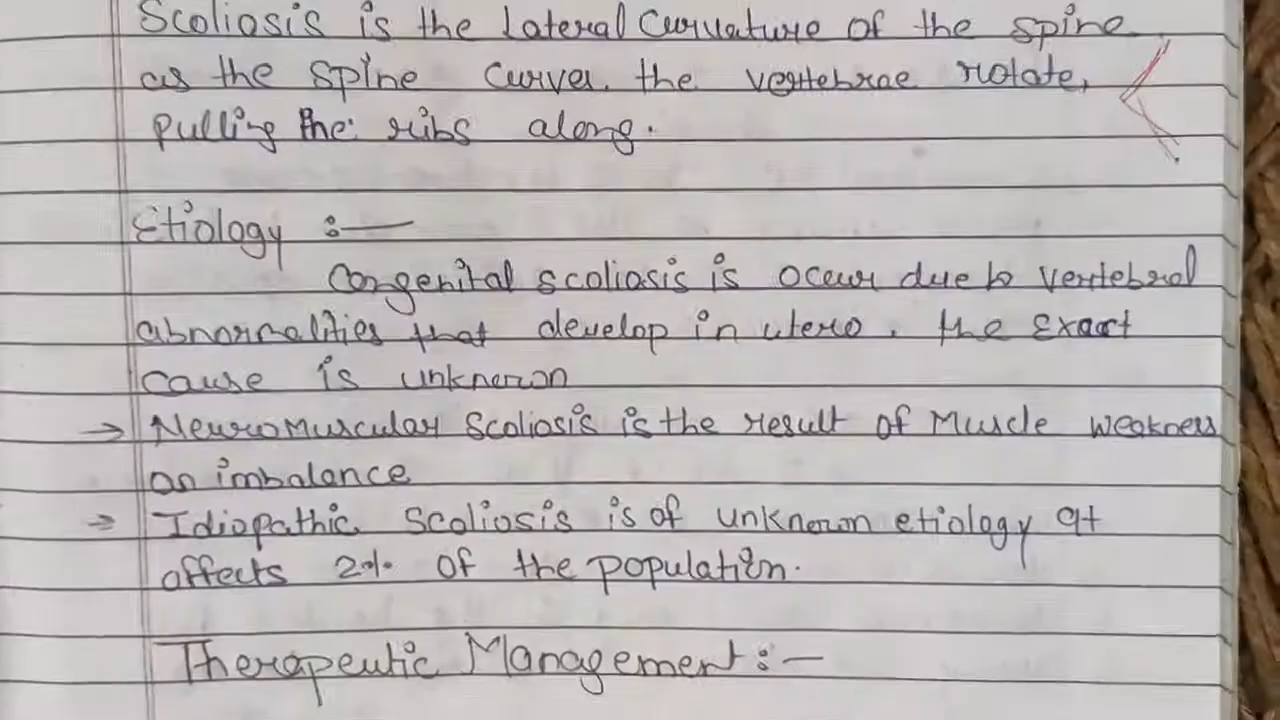 Scoliosis is the lateral Curvature of the spine
as the spine curves. the vertebrae rotate,
pulling the ribs along.
Etiology :—
Congenital scoliosis is occur due to vertebral
abnormalities that develop in utero. the exact
cause is unknown
→ Neuromuscular Scoliosis is the result of Muscle weakness
or imbalance
⇒ Idiopathic Scoliosis is of unknown etiology It
affects 2% of the population.
Therapeutic Management :—